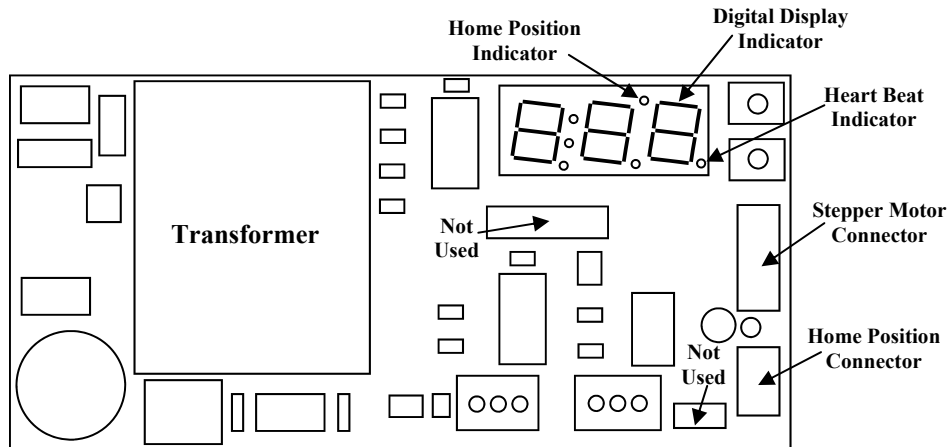 Home Position
Indicator
Digital Display
Indicator
Heart Beat
Indicator
Transformer
Not
Used
Stepper Motor
Connector
Home Position
Connector
Not
Used